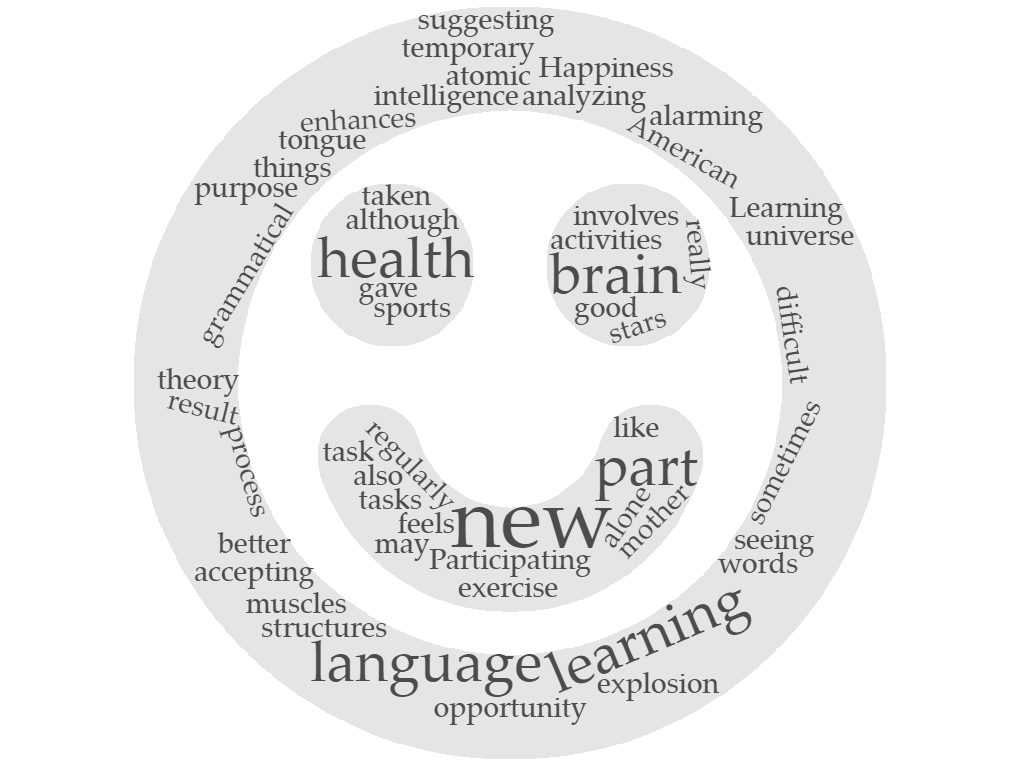 suggesting
temporary
atomic
Happiness
intelligence
analyzing
enhances
alarming
American
tongue
things
purpose
taken
although
health
gave
sports
involves
activities
really
brain
good
stars
Learning
universe
grammatical
difficult
theory
result
process
sometimes
regularly
task
also
tasks
feels
may
new
like
part
alone
mother
Participating
exercise
better
accepting
muscles
structures
seeing
words
language
learning
explosion
opportunity